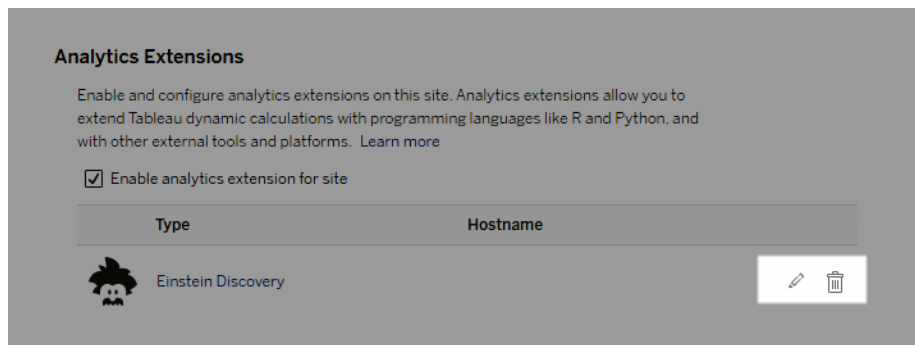 Analytics Extensions
Enable and configure analytics extensions on this site. Analytics extensions allow you to
extend Tableau dynamic calculations with programming languages like R and Python, and
with other external tools and platforms. Learn more
Enable analytics extension for site
Type Hostname
Einstein Discovery